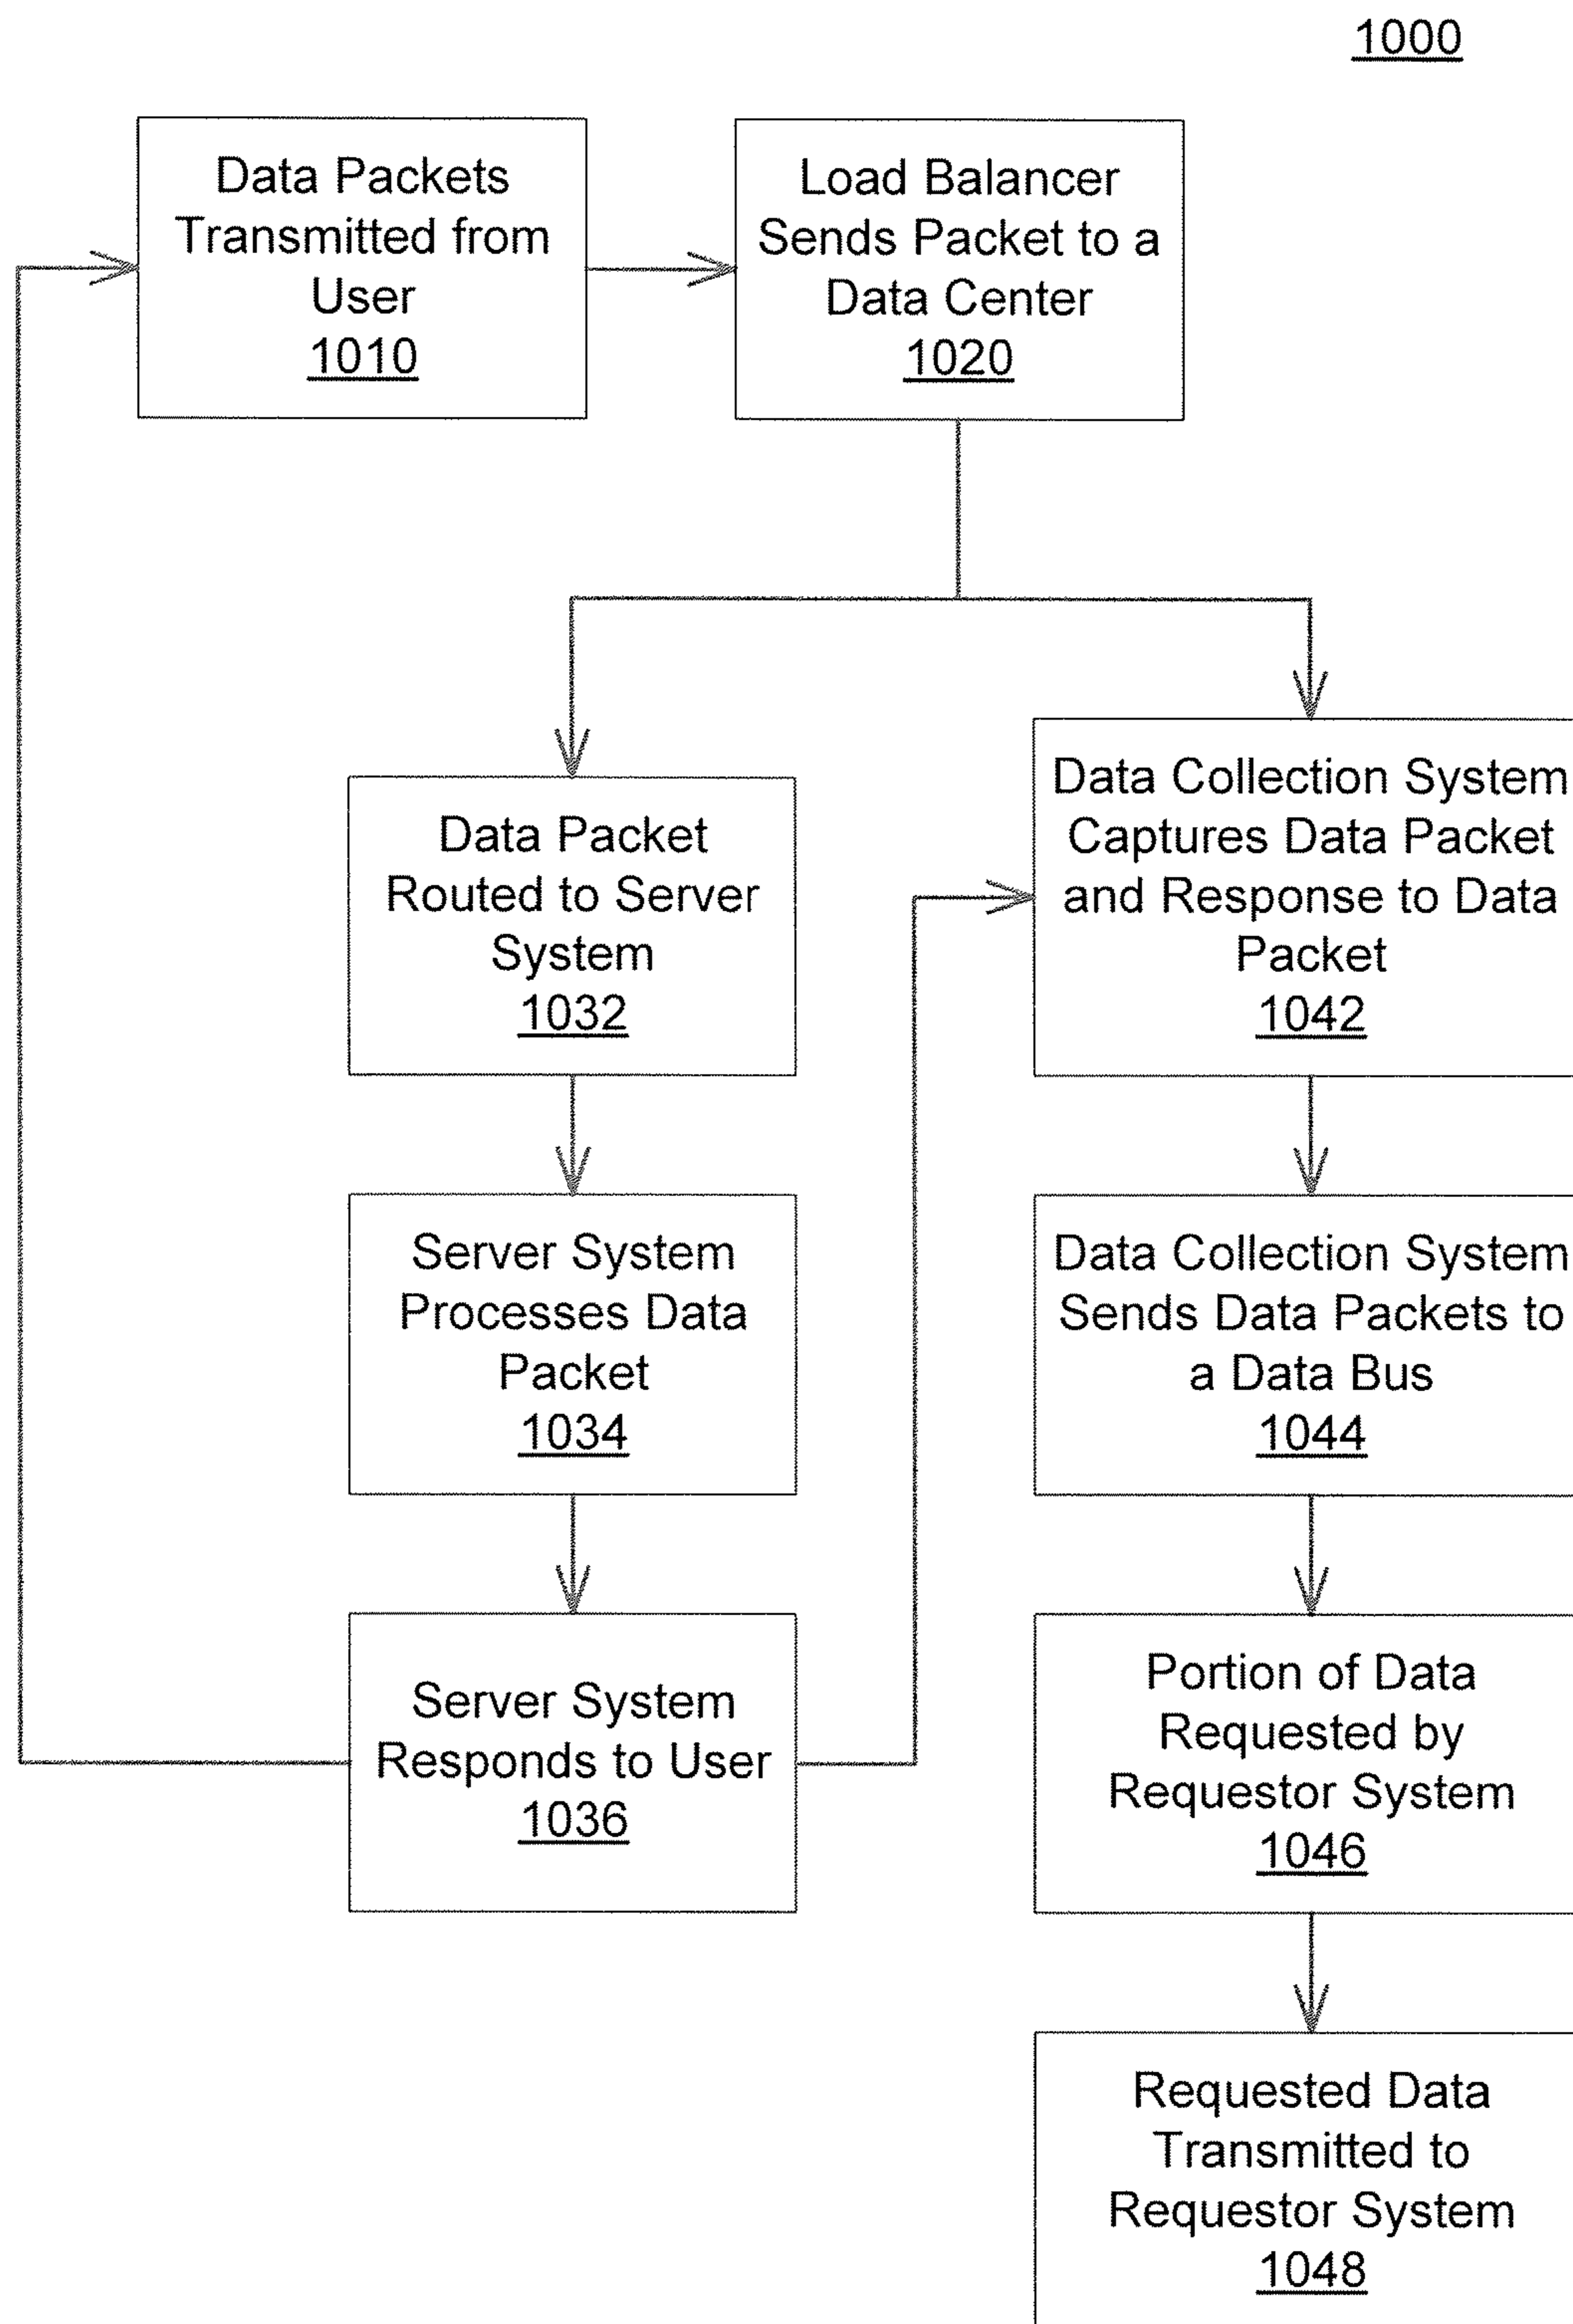 1000
Data Packets
Transmitted from
User
1010
Load Balancer
Sends Packet to a
Data Center
1020
Data Packet
Routed to Server
System
1032
Server System
Processes Data
Packet
1034
Server System
Responds to User
1036
Data Collection System
Captures Data Packet
and Response to Data
Packet
1042
Data Collection System
Sends Data Packets to
a Data Bus
1044
Portion of Data
Requested by
Requestor System
1046
Requested Data
Transmitted to
Requestor System
1048